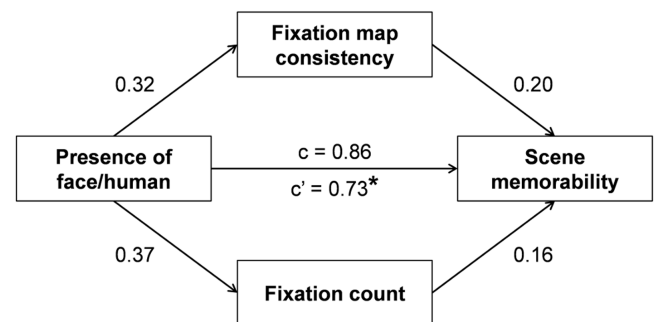 Fixation map
consistency
0.32
0.20
Presence of
face/human
c = 0.86
c' = 0.73*
Scene
memorability
0.37
0.16
Fixation count